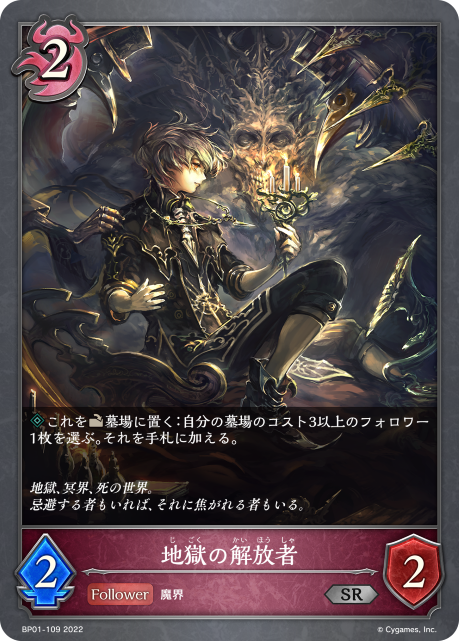 2
これを墓場に置く：自分の墓場のコスト3以上のフォロワー
1枚を選ぶ。それを手札に加える。
地獄、冥界、死の世界。
忌避する者もいれば、それに焦がれる者もいる。
じごく かいほうしゃ
地獄の解放者
2
Follower 魔界
SR
2
BP01-109 2022
© Cygames, Inc.